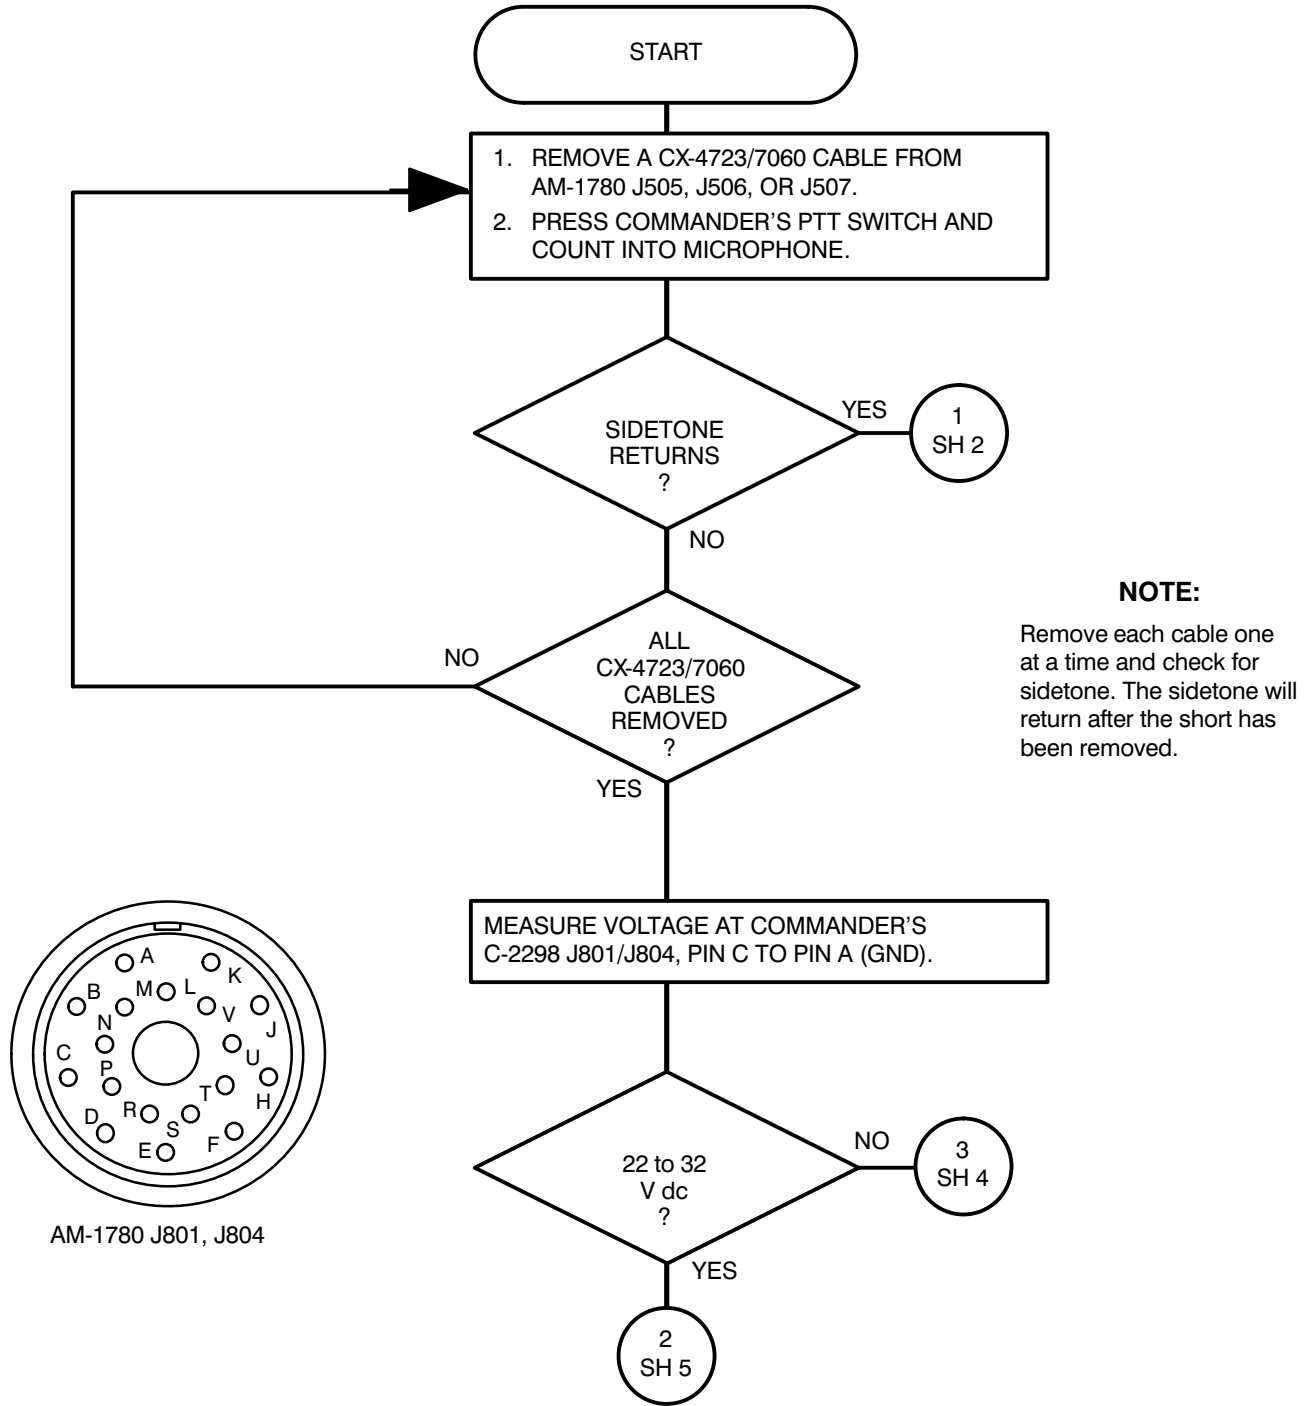 START
1. REMOVE A CX-4723/7060 CABLE FROM
AM-1780 J505, J506, OR J507.
2. PRESS COMMANDER'S PTT SWITCH AND
COUNT INTO MICROPHONE.
SIDETONE
RETURNS
?
YES
1
SH 2
NO
ALL
CX-4723/7060
CABLES
REMOVED
?
NO
YES
NOTE:
Remove each cable one
at a time and check for
sidetone. The sidetone will
return after the short has
been removed.
MEASURE VOLTAGE AT COMMANDER'S
C-2298 J801/J804, PIN C TO PIN A (GND).
22 to 32
V dc
?
NO
3
SH 4
YES
2
SH 5
A
K
B
M
L
J
N
V
C
P
U
D
R
S
T
H
E
F
AM-1780 J801, J804